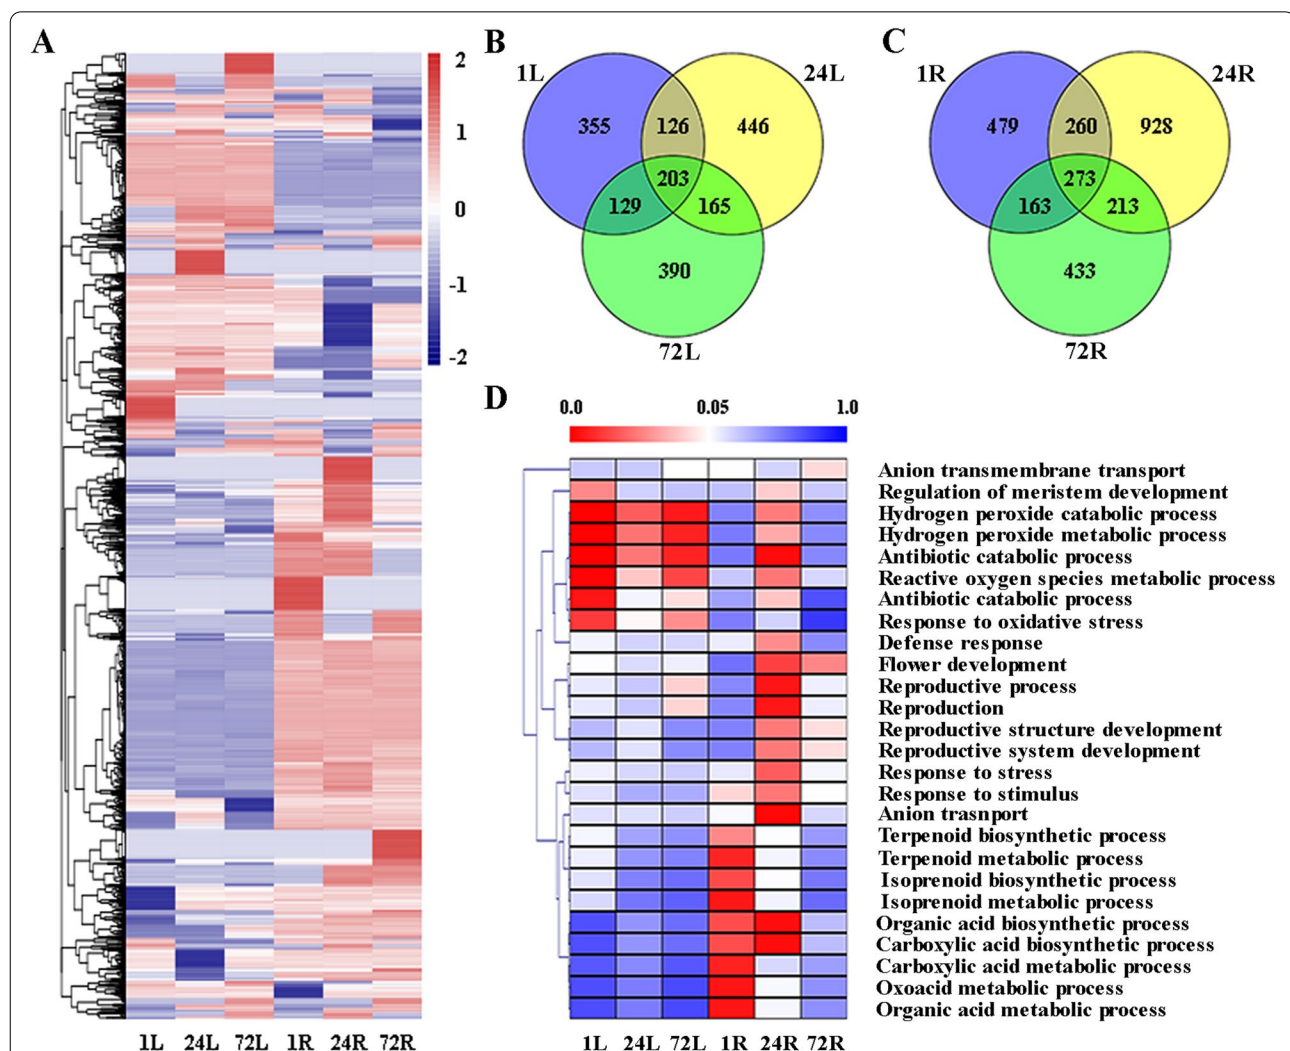 A
2
1
0
-1
-2
1L 24L 72L 1R 24R 72R
B
1L
24L
355
126
446
203
129
165
390
72L
C
1R
24R
479
260
928
273
163
213
433
72R
D
0.0 0.05 1.0
Anion transmembrane transport
Regulation of meristem development
Hydrogen peroxide catabolic process
Hydrogen peroxide metabolic process
Antibiotic catabolic process
Reactive oxygen species metabolic process
Antibiotic catabolic process
Response to oxidative stress
Defense response
Flower development
Reproductive process
Reproduction
Reproductive structure development
Reproductive system development
Response to stress
Response to stimulus
Anion trasnport
Terpenoid biosynthetic process
Terpenoid metabolic process
Isoprenoid biosynthetic process
Isoprenoid metabolic process
Organic acid biosynthetic process
Carboxylic acid biosynthetic process
Carboxylic acid metabolic process
Oxoacid metabolic process
Organic acid metabolic process
1L 24L 72L 1R 24R 72R